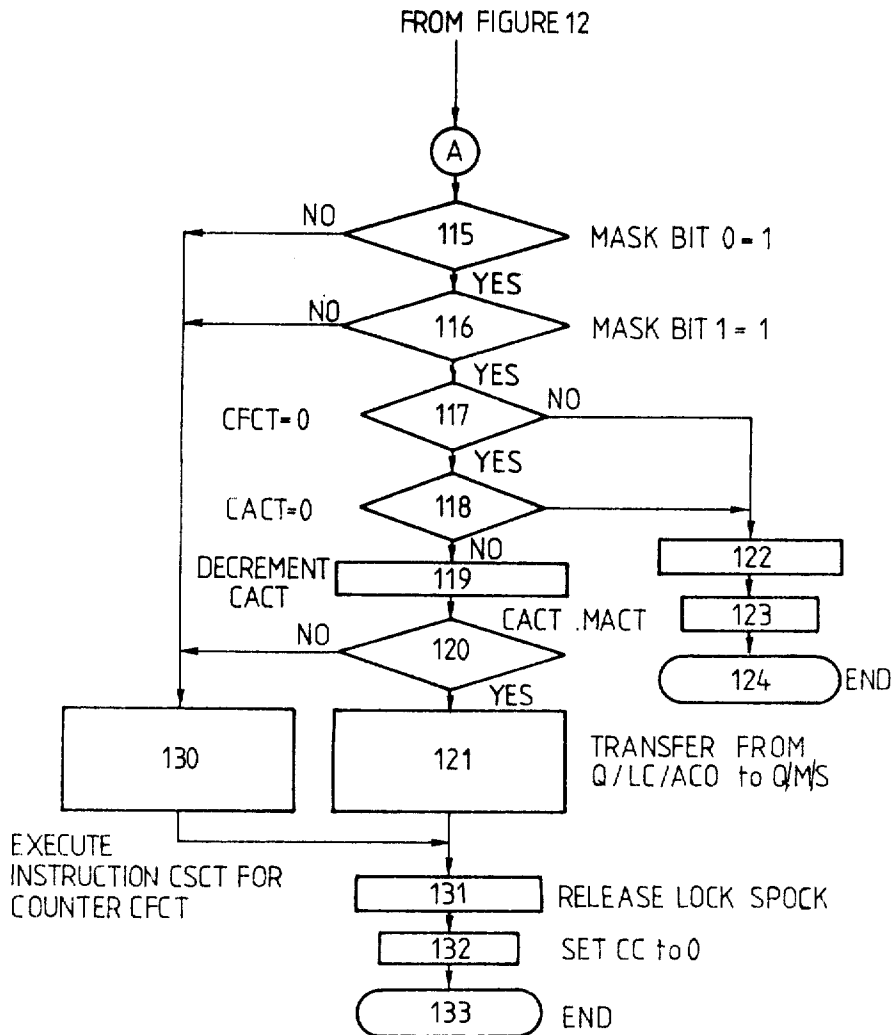 FROM FIGURE 12
A
NO
115
MASK BIT 0 = 1
YES
NO
116
MASK BIT 1 = 1
YES
CFCT=0
117
NO
YES
CACT=0
118
NO
122
DECREMENT
CACT
119
123
CACT .MACT
NO
120
124
END
YES
130
121
TRANSFER FROM
Q/LC/ACO to Q/M/S
EXECUTE
INSTRUCTION CSCT FOR
COUNTER CFCT
131
RELEASE LOCK SPOCK
132
SET CC to 0
133
END